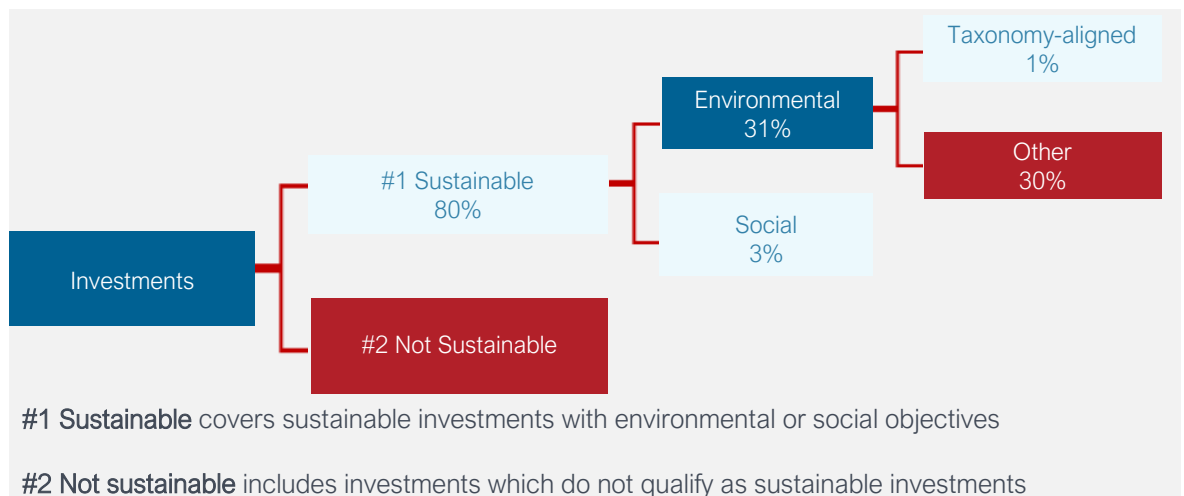 Taxonomy-aligned
1%
Environmental
31%
Other
30%
#1 Sustainable
80%
Social
3%
Investments
#2 Not Sustainable
#1 Sustainable covers sustainable investments with environmental or social objectives
#2 Not sustainable includes investments which do not qualify as sustainable investments